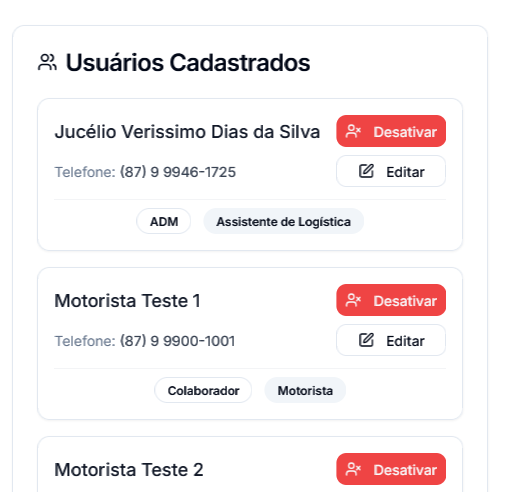 Usuários Cadastrados
Jucélio Verissimo Dias da Silva
Desativar
Telefone: (87) 9 9946-1725
Editar
ADM
Assistente de Logística
Motorista Teste 1
Desativar
Telefone: (87) 9 9900-1001
Editar
Colaborador
Motorista
Motorista Teste 2
Desativar